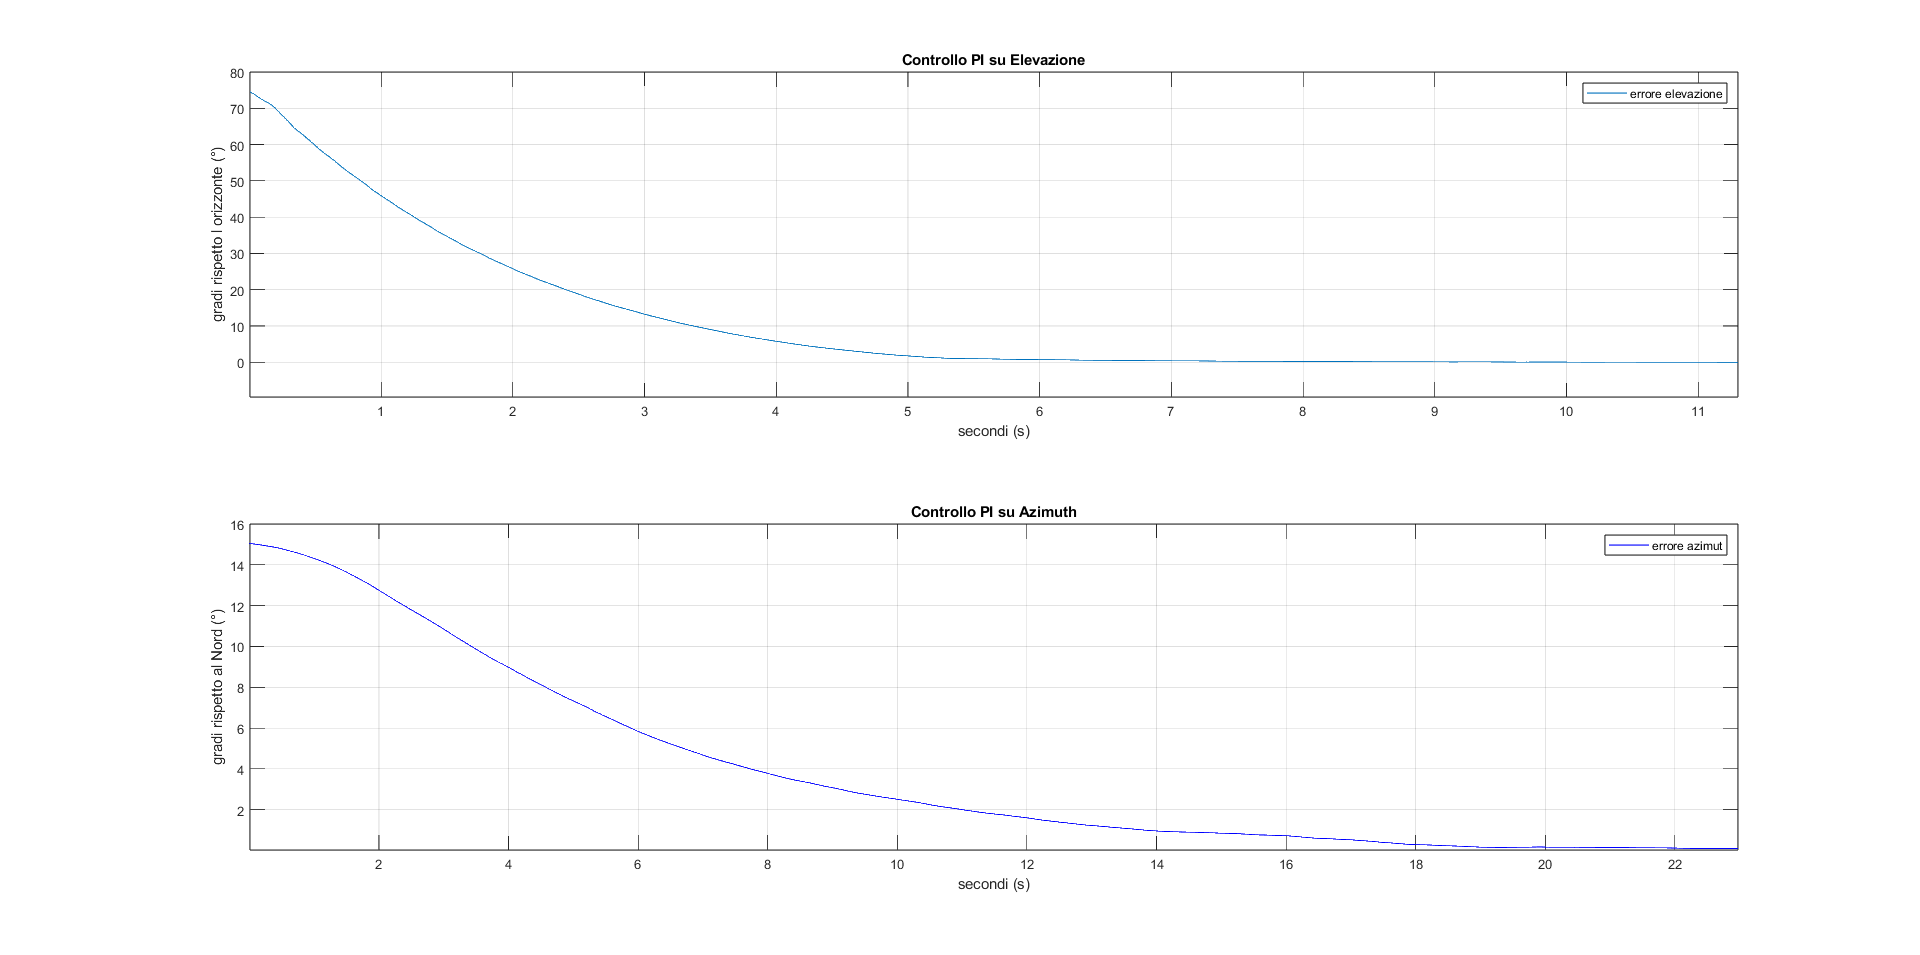 Controllo PI su Elevazione
80
70
60
50
40
30
20
10
0
gradi rispetto l orizzonte (°)
errore elevazione
1 2 3 4 5 6 7 8 9 10 11
secondi (s)
Controllo PI su Azimuth
16
14
12
10
8
6
4
2
gradi rispetto al Nord (°)
errore azimut
2 4 6 8 10 12 14 16 18 20 22
secondi (s)